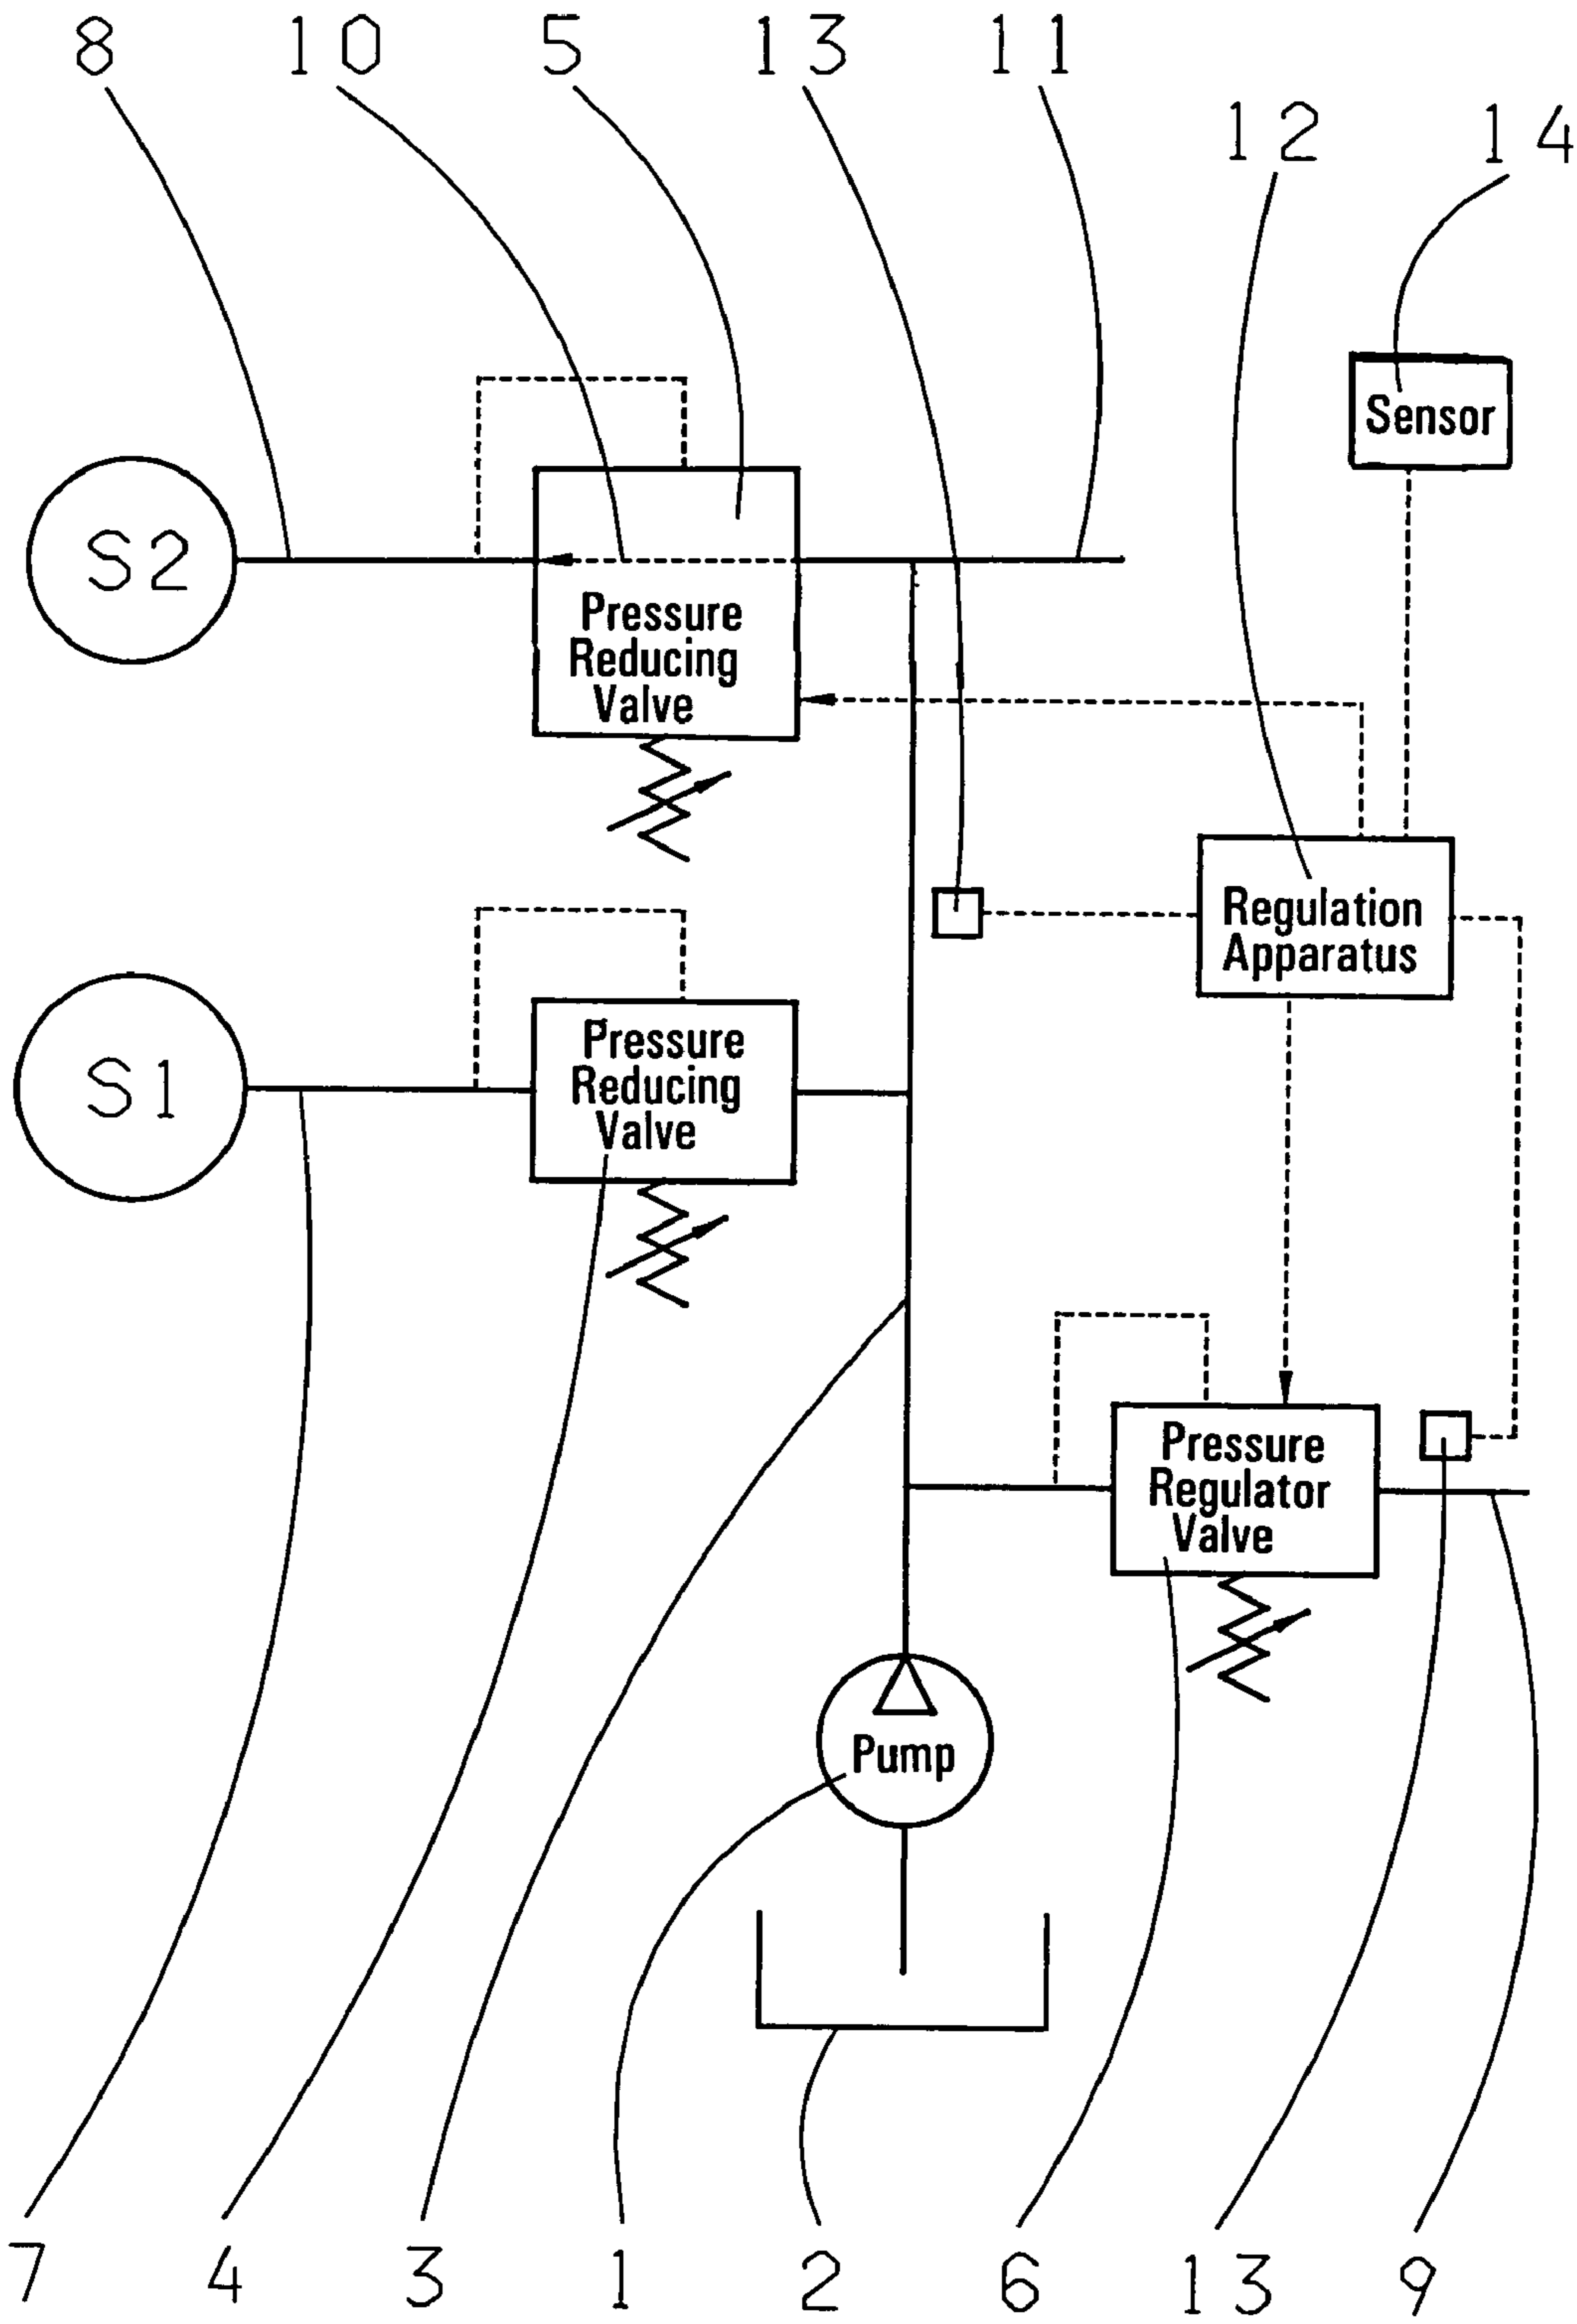 8 10 5 13 11
12 14
Sensor
S2
Pressure
Reducing
Valve
Regulation
Apparatus
S1
Pressure
Reducing
Valve
Pressure
Regulator
Valve
Pump
7 4 3 1 2 6 13 9